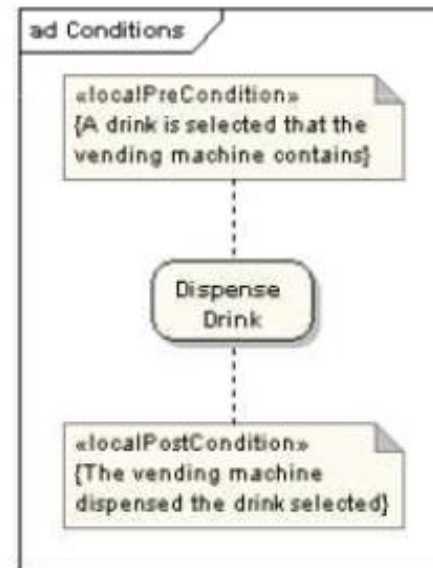 ad Conditions
«localPreCondition»
{A drink is selected that the
vending machine contains}
Dispense
Drink
«localPostCondition»
{The vending machine
dispensed the drink selected}